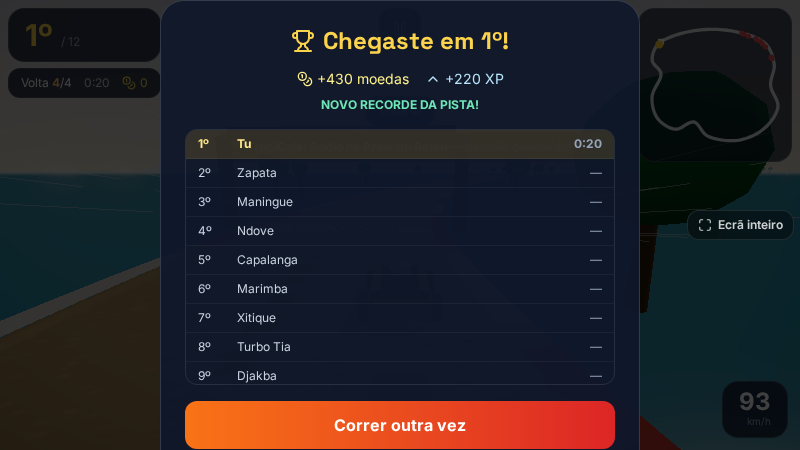 1º / 12
Volta 4/4 0:20 0
Chegaste em 1º!
+430 moedas +220 XP
NOVO RECORDE DA PISTA!
1º Tu 0:20
2º Zapata —
3º Maningue —
4º Ndove —
5º Capalanga —
6º Marimba —
7º Xitique —
8º Turbo Tia —
9º Djakba —
Correr outra vez
Ecrã inteiro
93
km/h